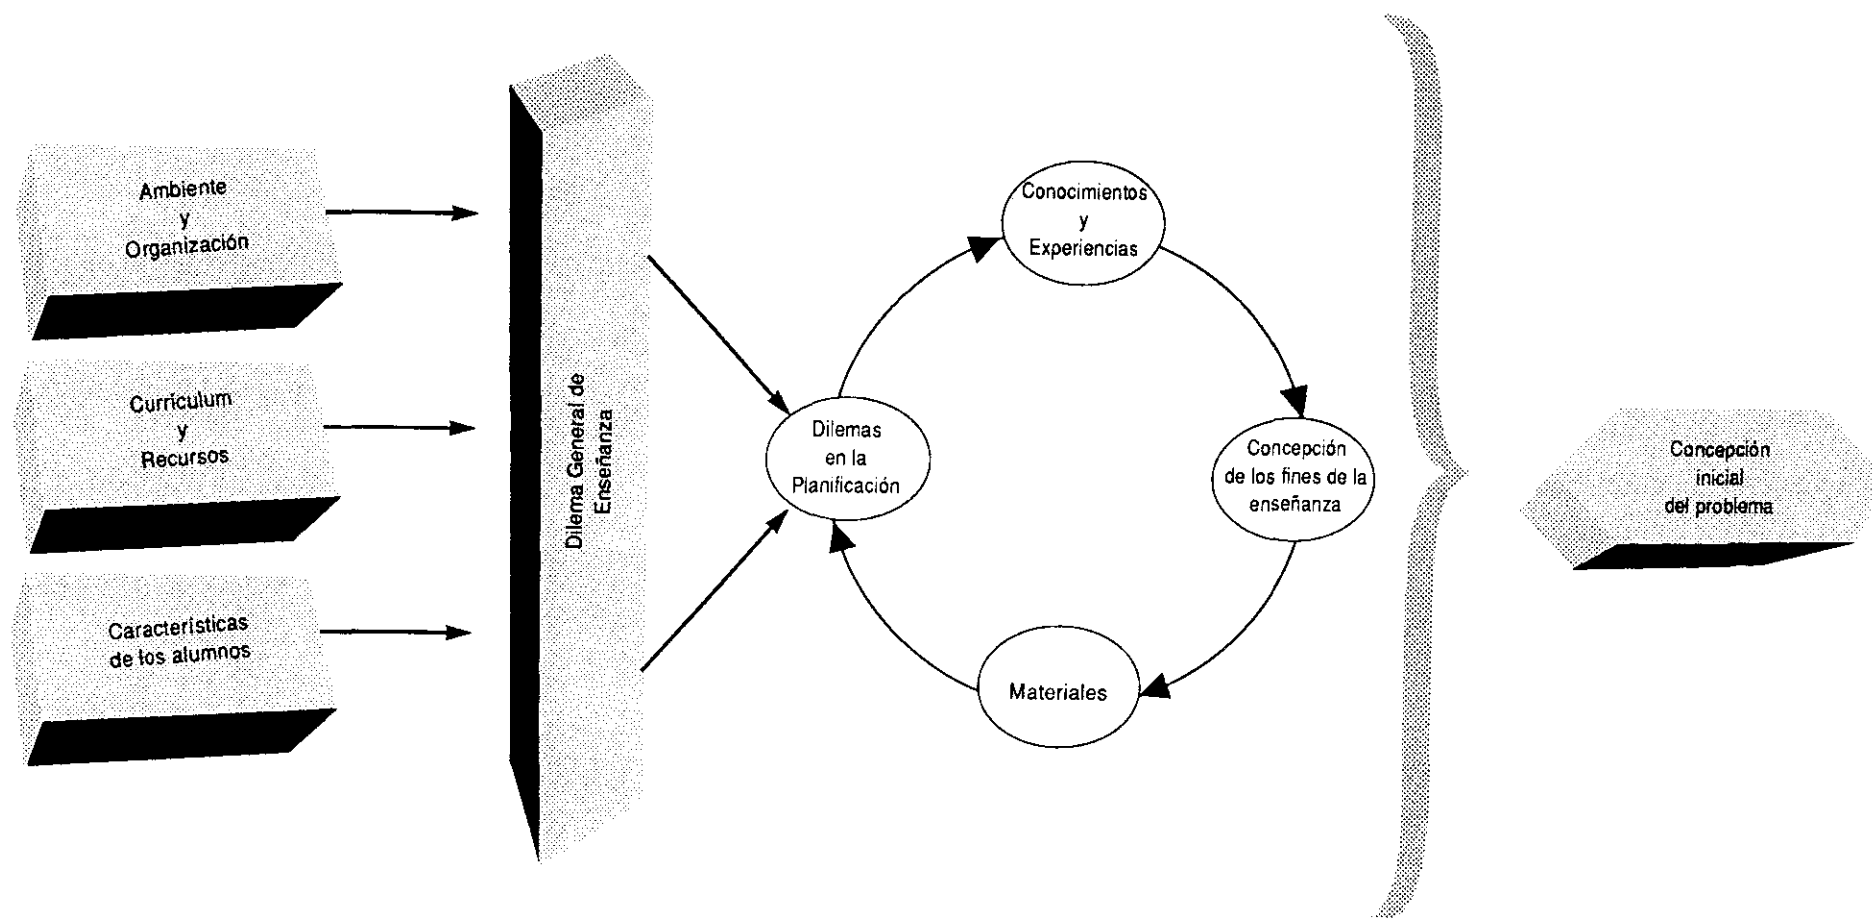 Ambiente
y
Organización
Curriculum
y
Recursos
Características
de los alumnos
Dilema General de
Enseñanza
Dilemas
en la
Planificación
Conocimientos
y
Experiencias
Concepción
de los fines de la
enseñanza
Materiales
Concepción
inicial
del problema